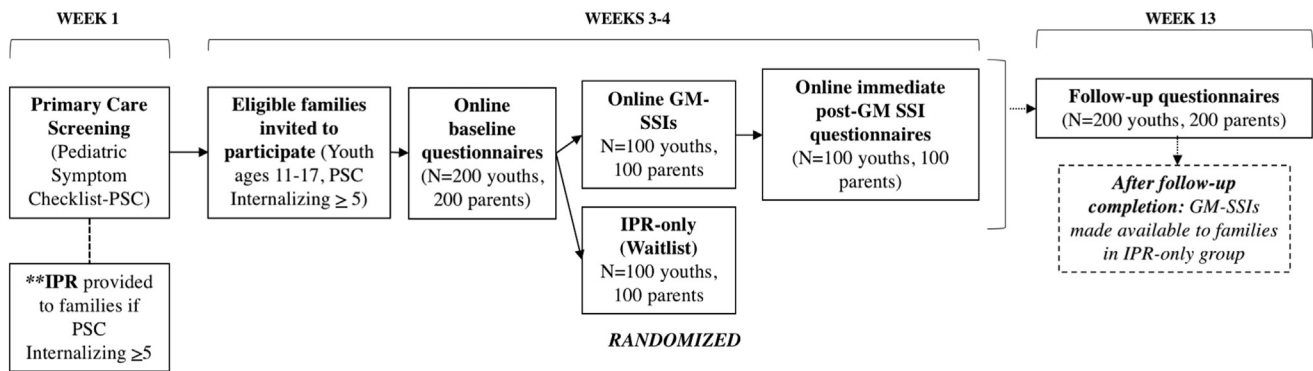 WEEK 1
WEEKS 3-4
WEEK 13
Primary Care
Screening
(Pediatric
Symptom
Checklist-PSC)
**IPR provided
to families if
PSC
Internalizing ≥5
Eligible families
invited to
participate (Youth
ages 11-17, PSC
Internalizing ≥ 5)
Online
baseline
questionnaires
(N=200 youths,
200 parents)
Online GM-
SSIs
N=100 youths,
100 parents
IPR-only
(Waitlist)
N=100 youths,
100 parents
RANDOMIZED
Online immediate
post-GM SSI
questionnaires
(N=100 youths, 100
parents)
Follow-up questionnaires
(N=200 youths, 200 parents)
After follow-up
completion: GM-SSIs
made available to families
in IPR-only group